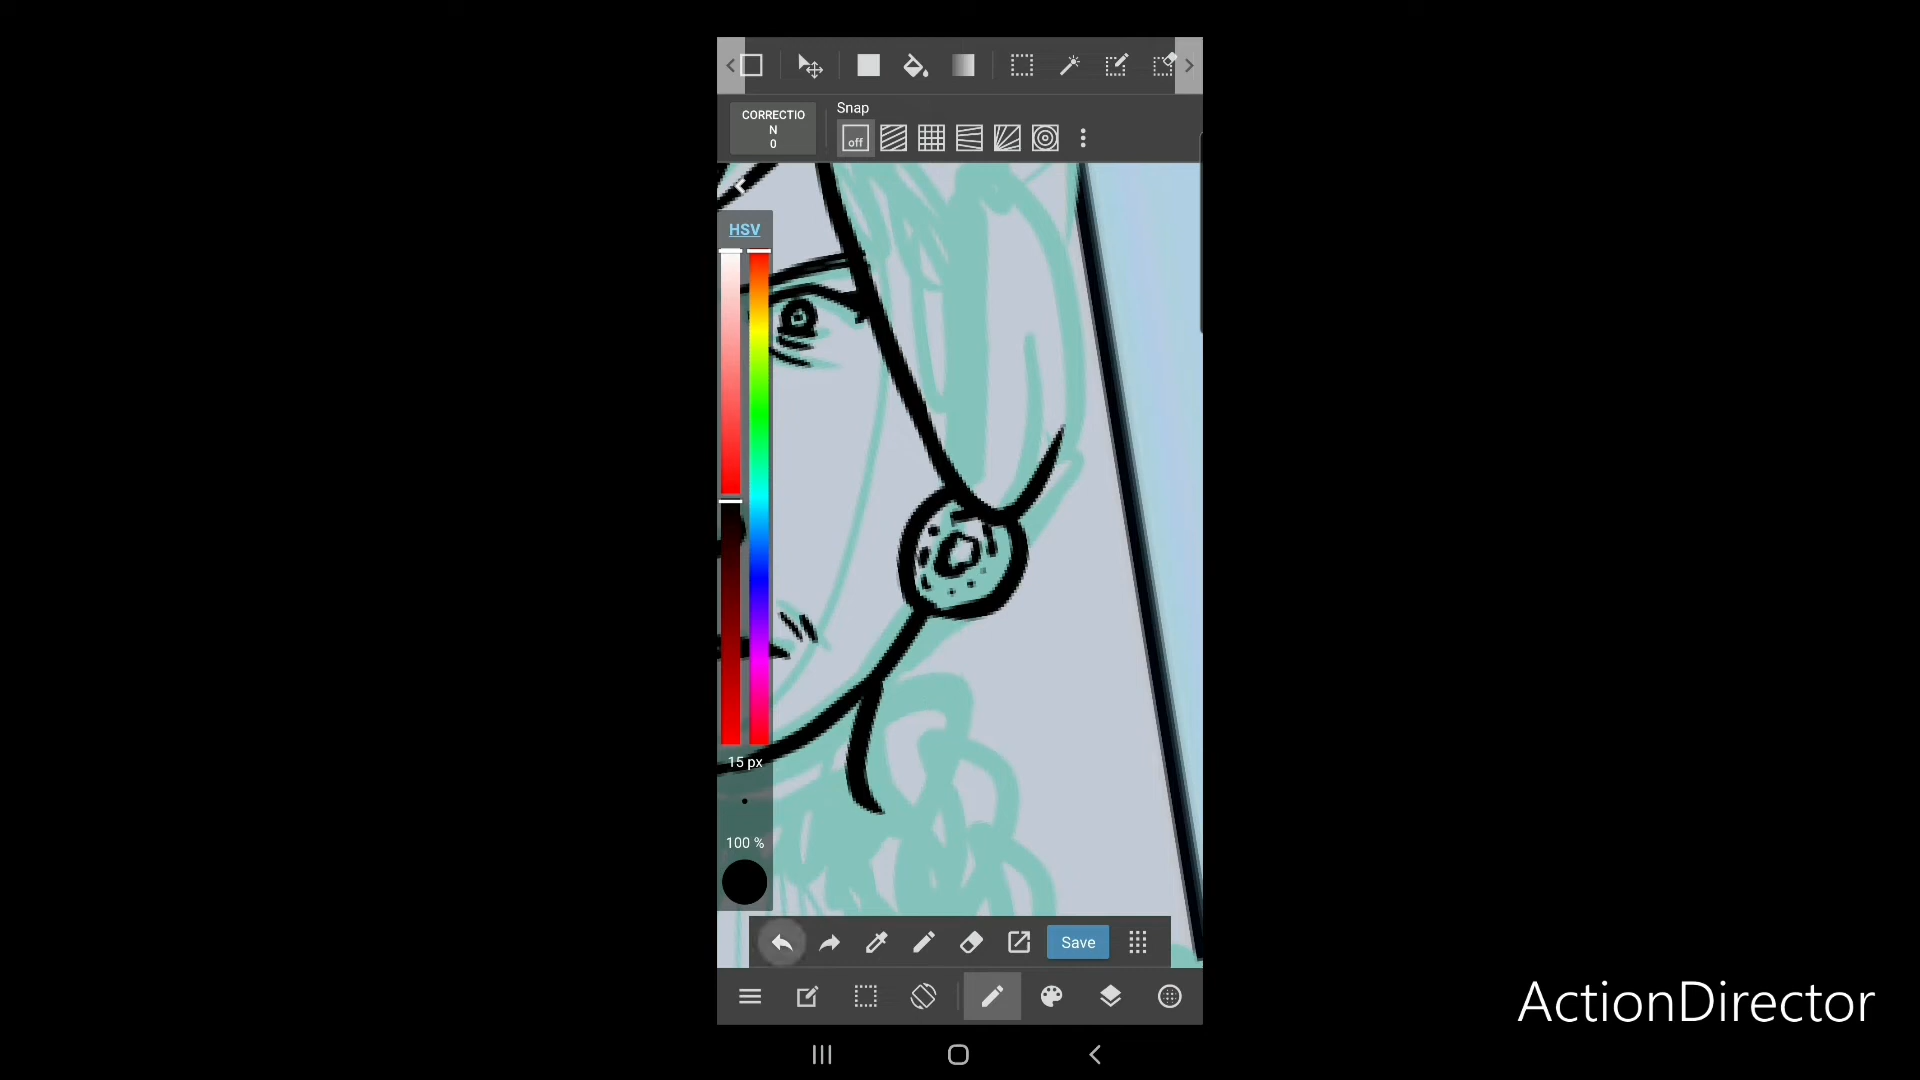 Snap
CORRECTIO
N
0
off
HSV
15 px
100 %
Save
ActionDirector